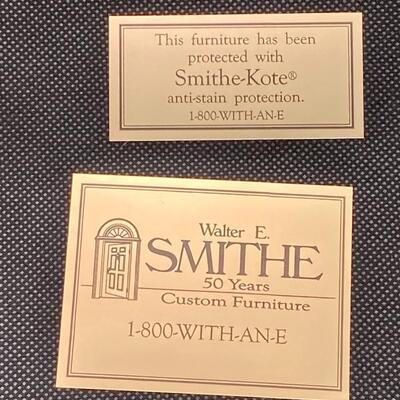 This furniture has been
protected with
Smithe-Kote®
anti-stain protection.
1-800-WITH-AN-E
Walter E.
SMITHE
50 Years
Custom Furniture
1-800-WITH-AN-E